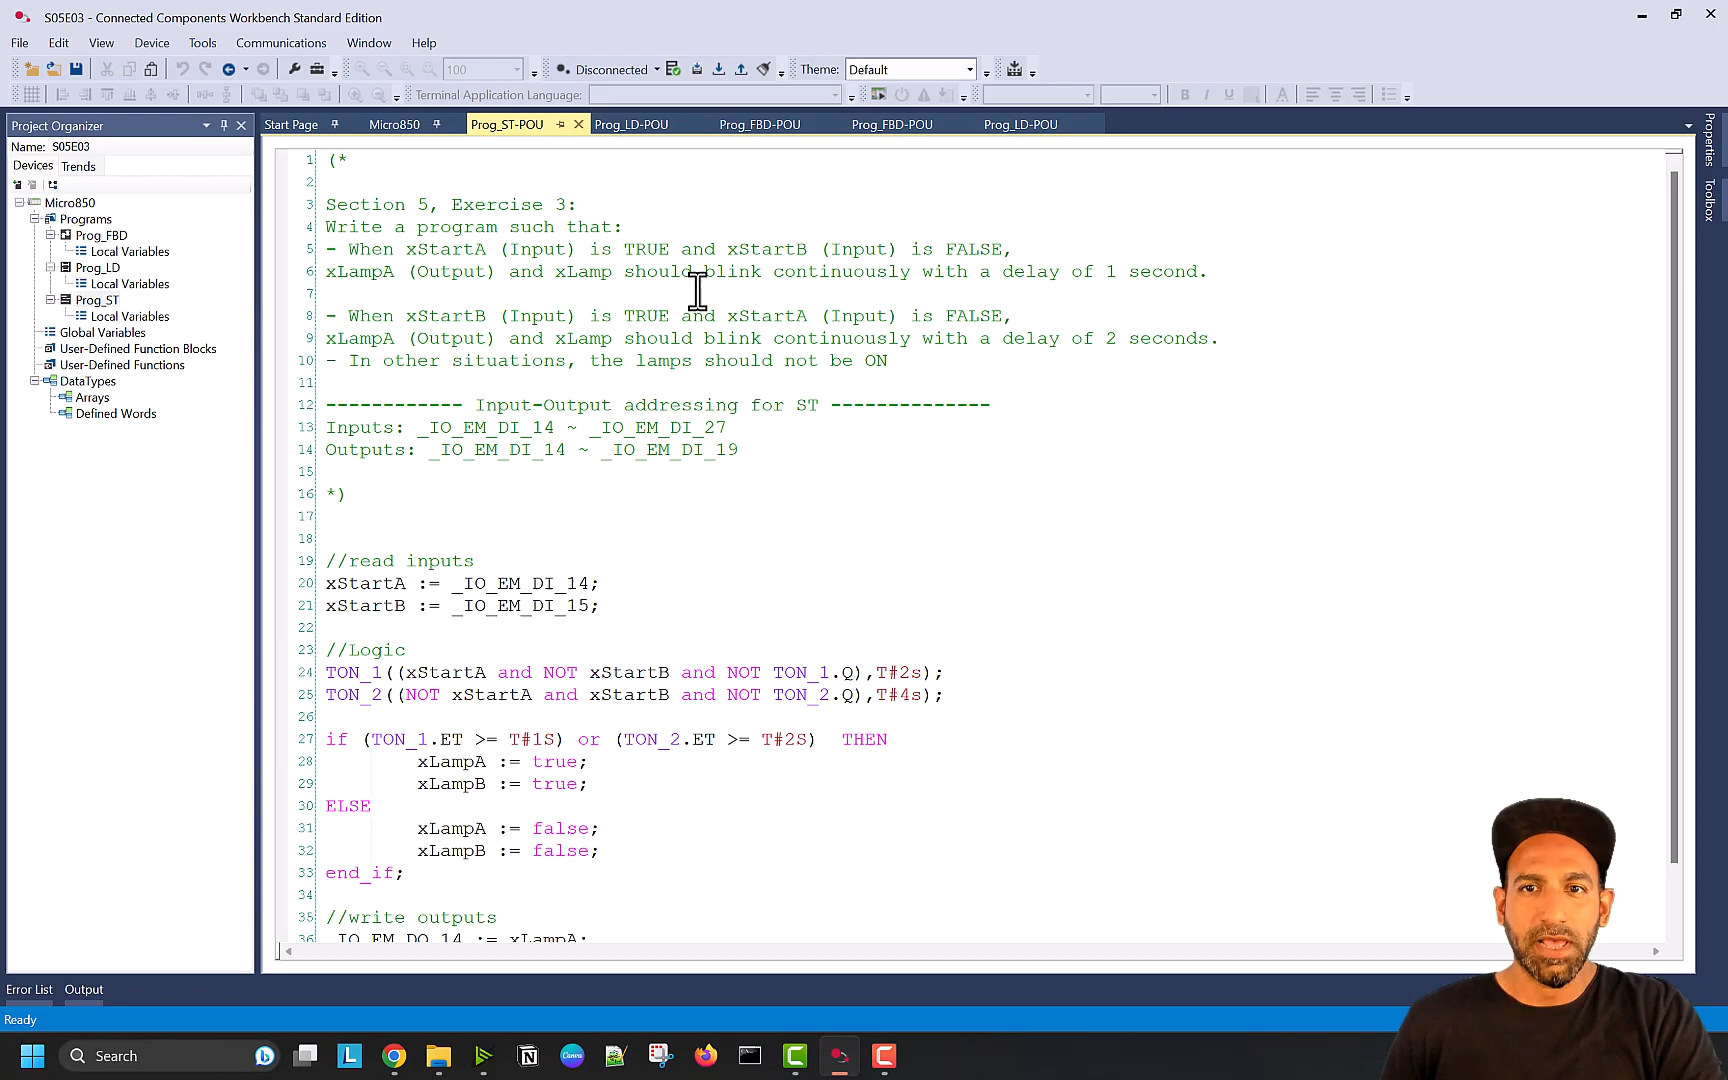 S05E03 - Connected Components Workbench Standard Edition
File Edit View Device Tools Communications Window Help
100 Disconnected Theme: Default
Terminal Application Language: B I U A
Project Organizer
Name: S05E03
Devices Trends
Micro850
Programs
Prog_FBD
Local Variables
Prog_LD
Local Variables
Prog_ST
Local Variables
Global Variables
User-Defined Function Blocks
User-Defined Functions
DataTypes
Arrays
Defined Words
Start Page Micro850 Prog_ST-POU Prog_LD-POU Prog_FBD-POU Prog_FBD-POU Prog_LD-POU
1 (*
2
3 Section 5, Exercise 3:
4 Write a program such that:
5 - When xStartA (Input) is TRUE and xStartB (Input) is FALSE,
6 xLampA (Output) and xLamp should blink continuously with a delay of 1 second.
7
8 - When xStartB (Input) is TRUE and xStartA (Input) is FALSE,
9 xLampA (Output) and xLamp should blink continuously with a delay of 2 seconds.
10 - In other situations, the lamps should not be ON
11
12 ------------ Input-Output addressing for ST --------------
13 Inputs: _IO_EM_DI_14 ~ _IO_EM_DI_27
14 Outputs: _IO_EM_DI_14 ~ _IO_EM_DI_19
15
16 *)
17
18
19 //read inputs
20 xStartA := _IO_EM_DI_14;
21 xStartB := _IO_EM_DI_15;
22
23 //Logic
24 TON_1((xStartA and NOT xStartB and NOT TON_1.Q),T#2s);
25 TON_2((NOT xStartA and xStartB and NOT TON_2.Q),T#4s);
26
27 if (TON_1.ET >= T#1S) or (TON_2.ET >= T#2S) THEN
28 xLampA := true;
29 xLampB := true;
30 ELSE
31 xLampA := false;
32 xLampB := false;
33 end_if;
34
35 //write outputs
36 _IO_EM_DO_14 := xLampA;
Properties
Toolbox
Error List Output
Ready
Search L N Canva C C